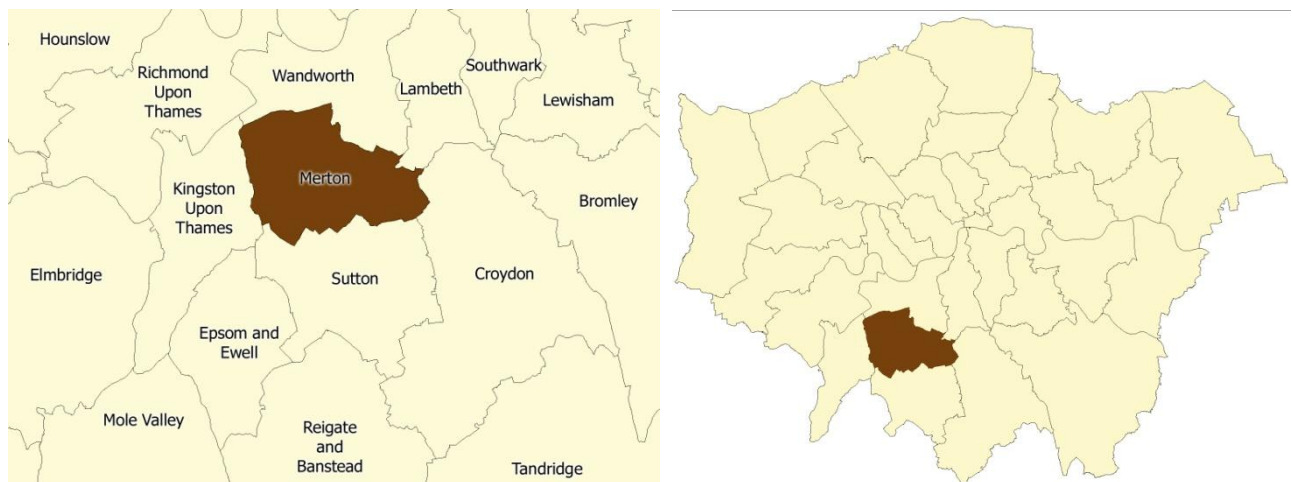 Hounslow
Richmond
Upon
Thames
Wandworth
Lambeth
Southwark
Lewisham
Merton
Kingston
Upon
Thames
Bromley
Elmbridge
Sutton
Croydon
Epsom and
Ewell
Mole Valley
Reigate
and
Banstead
Tandridge